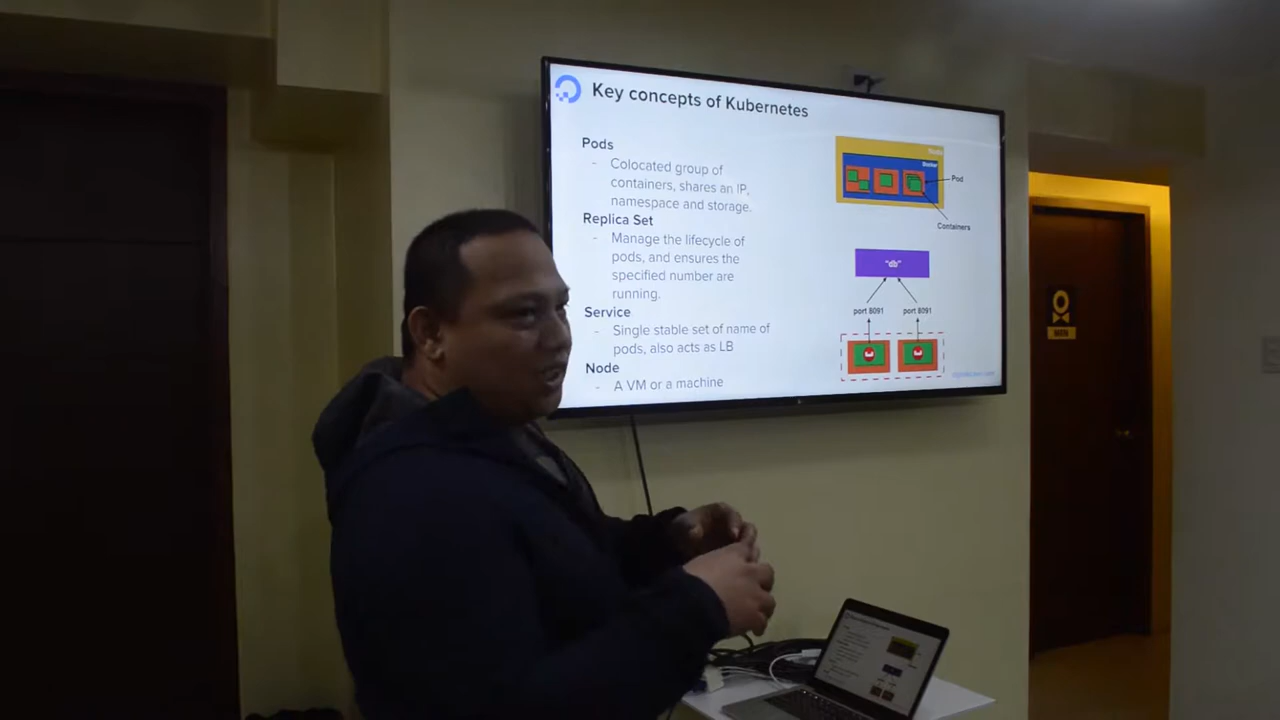 Key concepts of Kubernetes
Pods
- Colocated group of
containers, shares an IP,
namespace and storage.
Replica Set
- Manage the lifecycle of
pods, and ensures the
specified number are
running.
Service
- Single stable set of name of
pods, also acts as LB
Node
- A VM or a machine
Pod
Containers
"db"
port 8091
port 8091